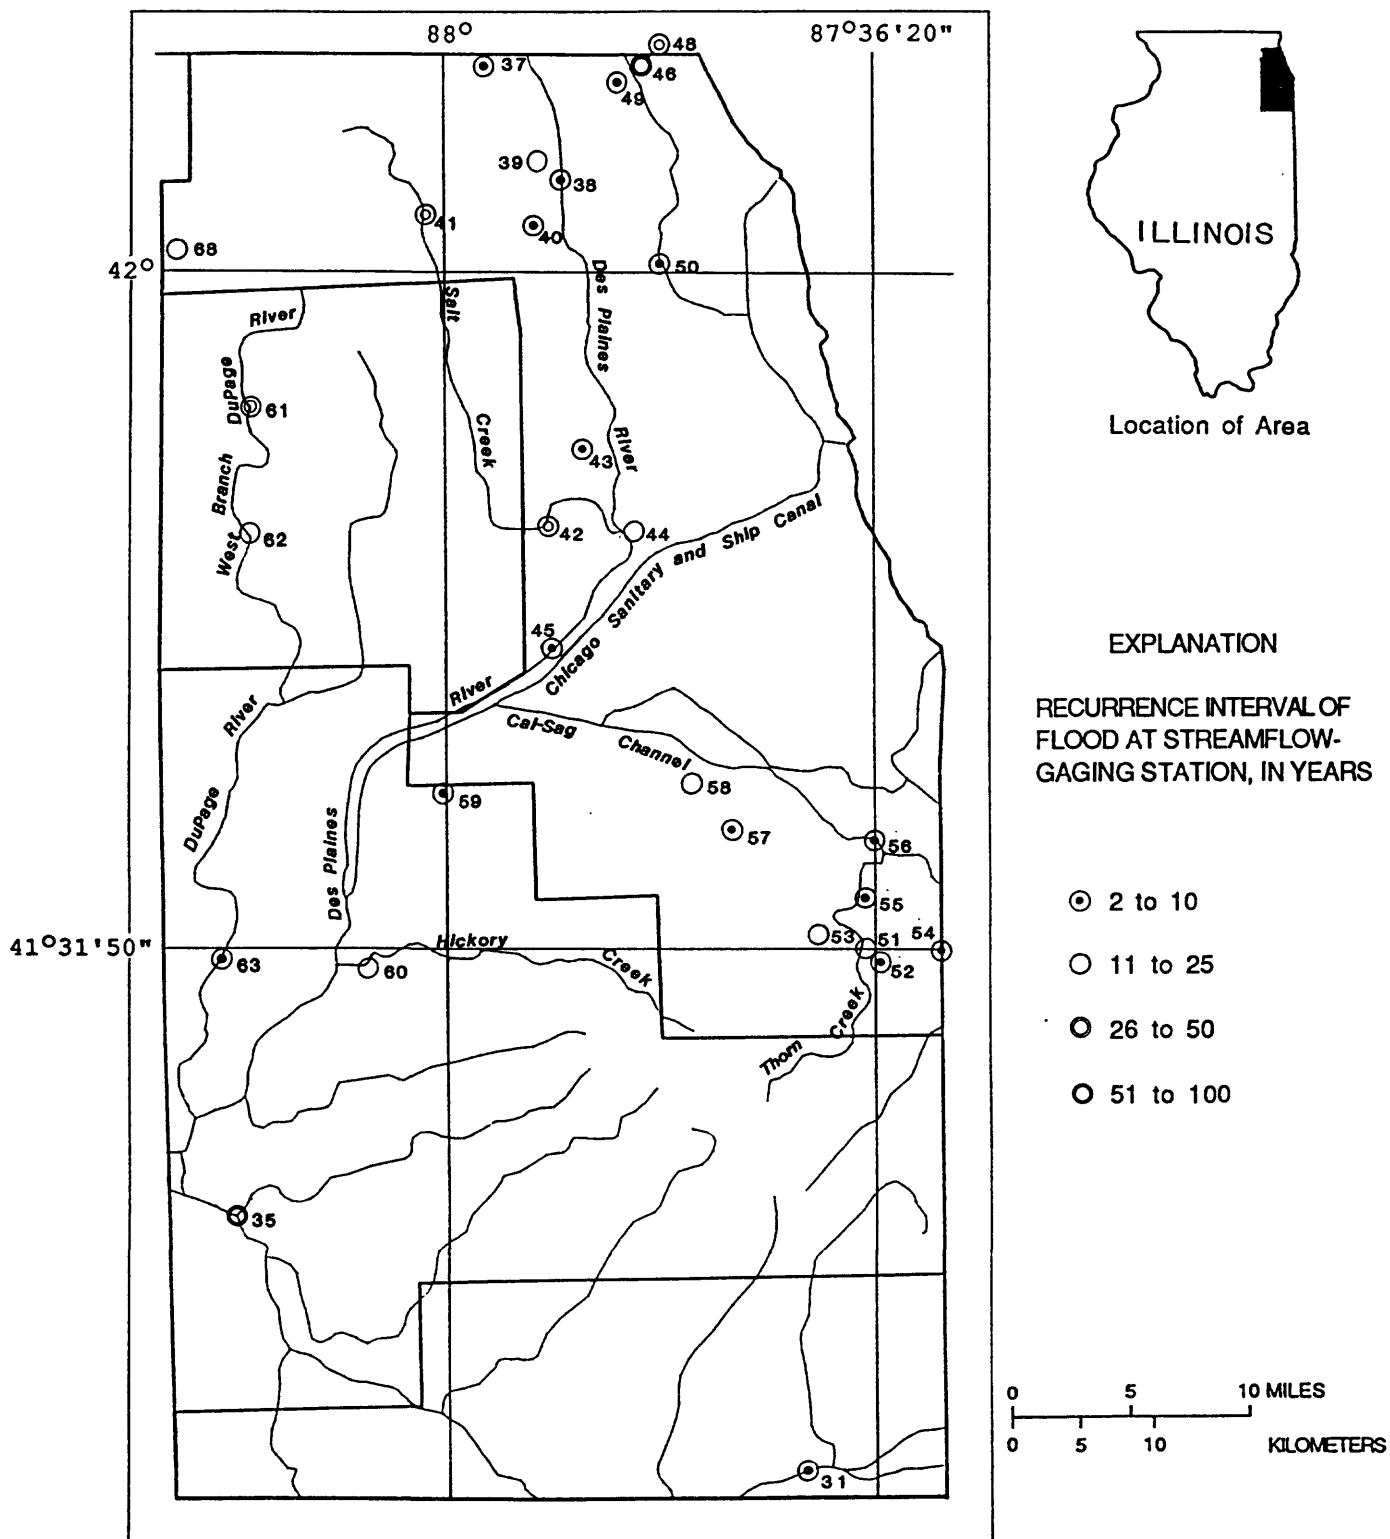 88° 87°36'20"
48
37
46
49
39
38
41
40
68
50
42°
ILLINOIS
Location of Area
River
DuPage
Branch
West
Salt
Creek
Des Plaines
River
61
43
62
42
44
Chicago Sanitary and Ship Canal
45
River
Cal-Sag
Channel
River
DuPage
Des Plaines
58
59
57
56
55
41°31'50"
53
51
54
52
63
60
Hickory
Creek
Thorn
Creek
35
31
EXPLANATION
RECURRENCE INTERVAL OF
FLOOD AT STREAMFLOW-
GAGING STATION, IN YEARS
2 to 10
11 to 25
26 to 50
51 to 100
0 5 10 MILES
0 5 10 KILOMETERS